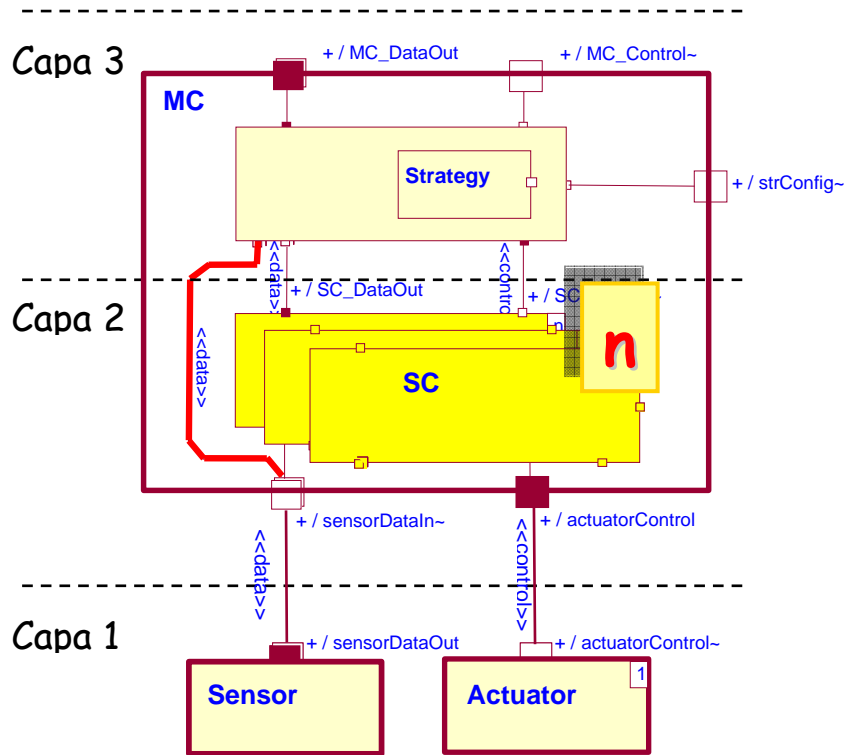 + / MC_DataOut
+ / MC_Control~
Capa 3
MC
Strategy
+ / strConfig~
<<data>>
+ / SC_DataOut
Capa 2
<<data>>
n
SC
+ / sensorDataIn~
+ / actuatorControl
<<data>>
<<control>>
Capa 1
+ / sensorDataOut
+ / actuatorControl~
Sensor
Actuator
1